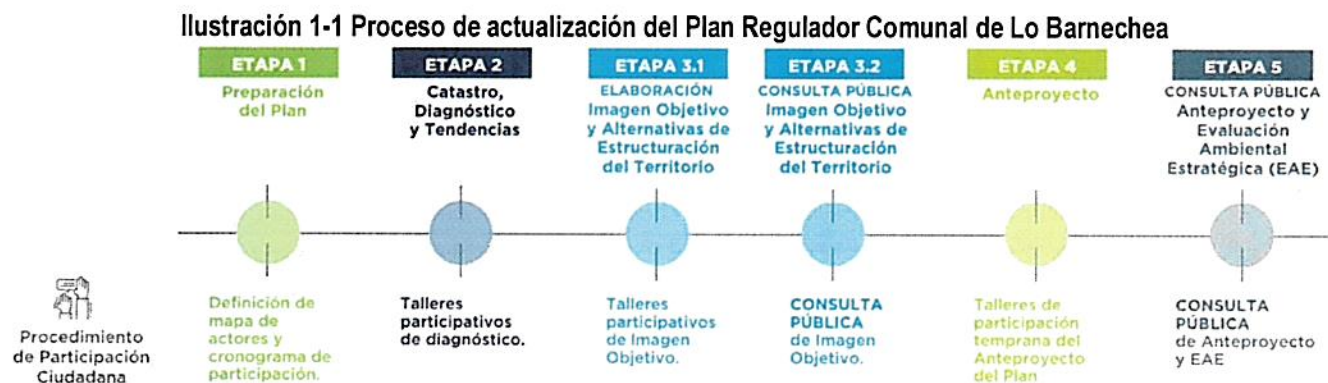 Ilustración 1-1 Proceso de actualización del Plan Regulador Comunal de Lo Barnechea
ETAPA 1
Preparación
del Plan
ETAPA 2
Catastro,
Diagnóstico
y Tendencias
ETAPA 3.1
ELABORACIÓN
Imagen Objetivo
y Alternativas de
Estructuración
del Territorio
ETAPA 3.2
CONSULTA PÚBLICA
Imagen Objetivo
y Alternativas de
Estructuración
del Territorio
ETAPA 4
Anteproyecto
ETAPA 5
CONSULTA PÚBLICA
Anteproyecto y
Evaluación
Ambiental
Estratégica (EAE)
Procedimiento
de Participación
Ciudadana
Definición de
mapa de
actores y
cronograma de
participación.
Talleres
participativos
de diagnóstico.
Talleres
participativos
de Imagen
Objetivo.
CONSULTA
PÚBLICA
de Imagen
Objetivo.
Talleres de
participación
temprana del
Anteproyecto
del Plan
CONSULTA
PÚBLICA
de Anteproyecto
y EAE